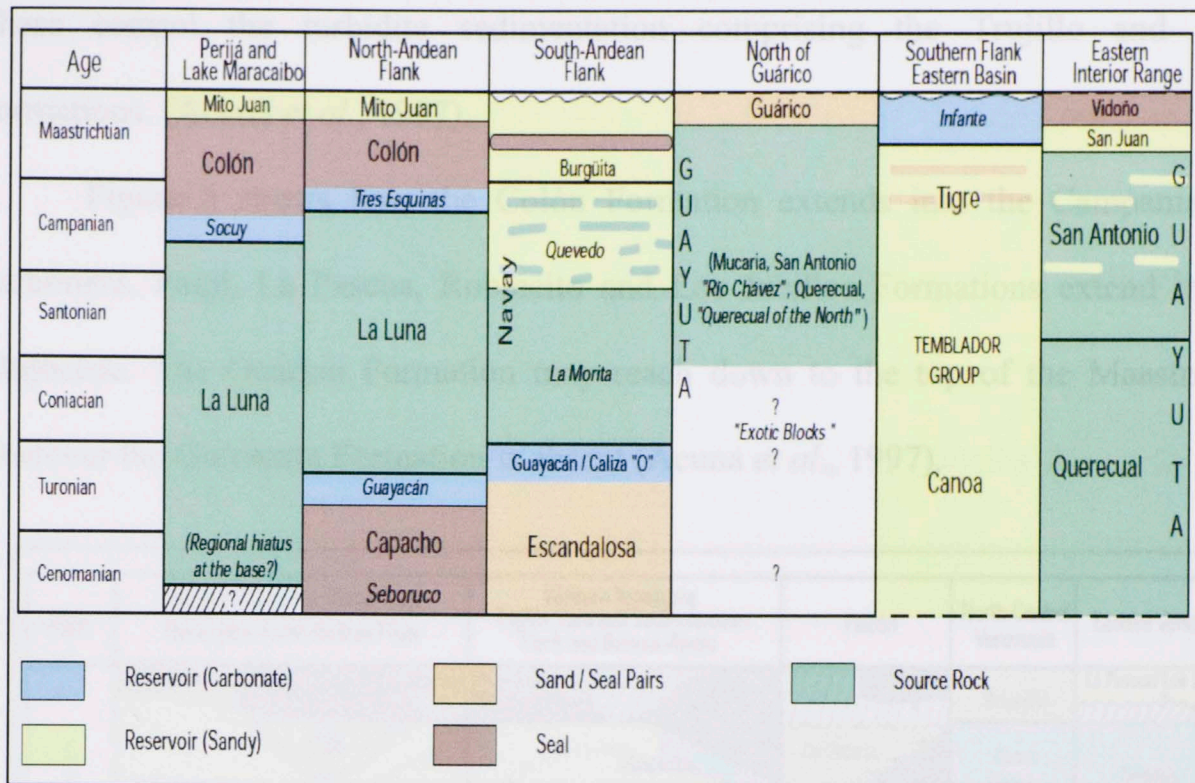 Age
Perijá and
Lake Maracaibo
North-Andean
Flank
South-Andean
Flank
North of
Guárico
Southern Flank
Eastern Basin
Eastern
Interior Range
Maastrichtian
Campanian
Santonian
Coniacian
Turonian
Cenomanian
Mito Juan
Colón
Socuy
La Luna
(Regional hiatus
at the base?)
?
Mito Juan
Colón
Tres Esquinas
La Luna
Guayacán
Capacho
Seboruco
Burgüita
Navay
Quevedo
La Morita
Guayacán / Caliza "O"
Escandalosa
Guárico
GUAYUTA
(Mucaria, San Antonio
"Río Chávez", Querecual,
"Querecual of the North")
?
"Exotic Blocks "
?
?
Infante
Tigre
TEMBLADOR
GROUP
Canoa
Vidoño
San Juan
GUAYUTA
San Antonio
Querecual
Reservoir (Carbonate)
Sand / Seal Pairs
Source Rock
Reservoir (Sandy)
Seal